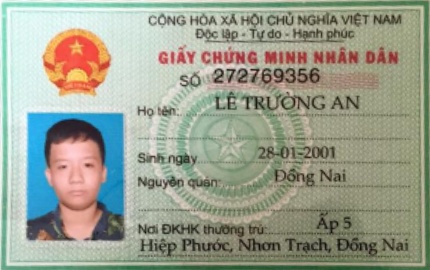 CỘNG HÒA XÃ HỘI CHỦ NGHĨA VIỆT NAM
Độc lập - Tự do - Hạnh phúc
GIẤY CHỨNG MINH NHÂN DÂN
SỐ 272769356
Họ tên: LÊ TRƯỜNG AN
Sinh ngày 28-01-2001
Nguyên quán: Đồng Nai
Nơi ĐKHK thường trú: Ấp 5
Hiệp Phước, Nhơn Trạch, Đồng Nai